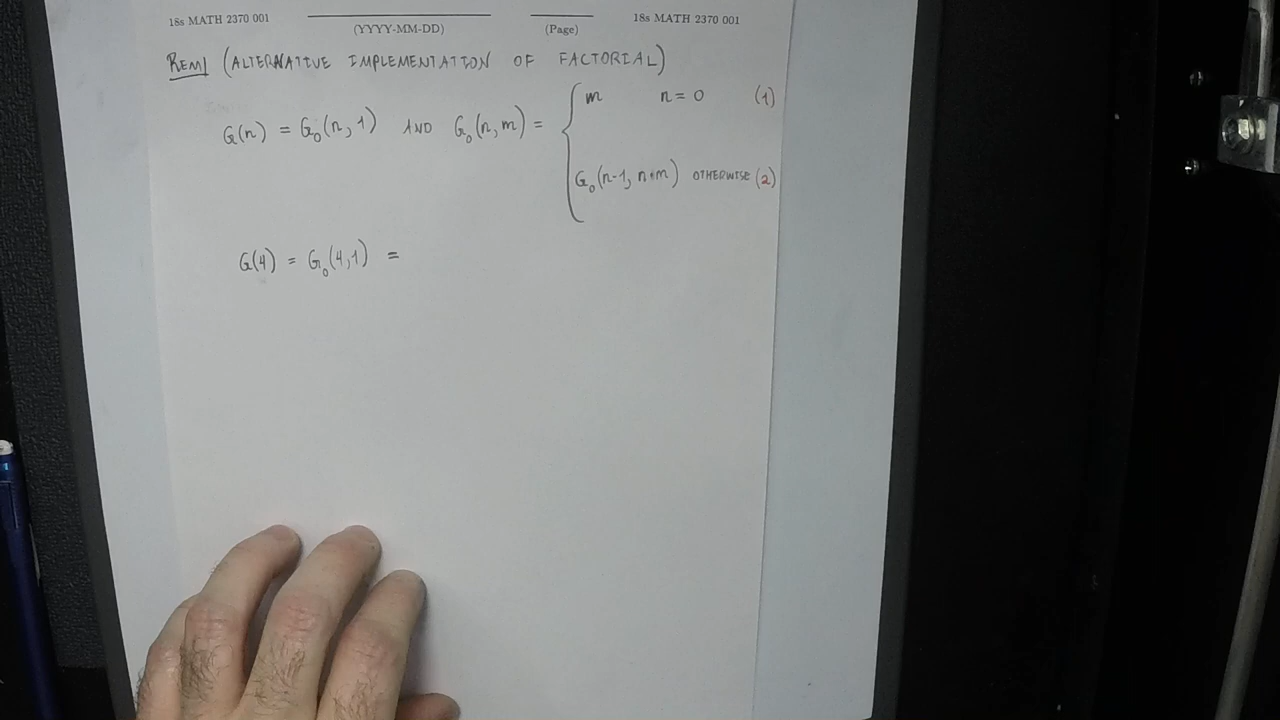 18s MATH 2370 001 (YYYY-MM-DD) (Page) 18s MATH 2370 001
REM (ALTERNATIVE IMPLEMENTATION OF FACTORIAL)
G(n) = G₀(n, 1) AND G₀(n, m) = { m n = 0 (1)
G₀(n-1, n*m) OTHERWISE (2)
G(4) = G₀(4, 1) =